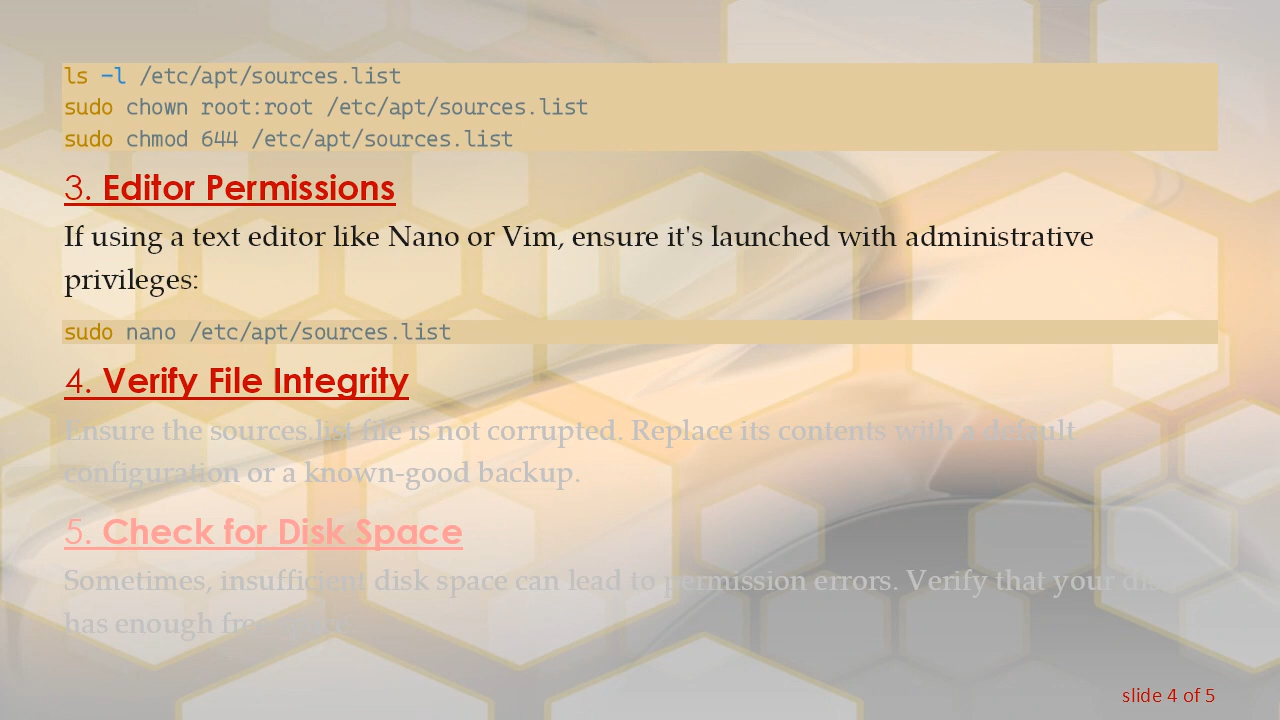 ls -l /etc/apt/sources.list
sudo chown root:root /etc/apt/sources.list
sudo chmod 644 /etc/apt/sources.list
3. Editor Permissions
If using a text editor like Nano or Vim, ensure it's launched with administrative
privileges:
sudo nano /etc/apt/sources.list
4. Verify File Integrity
Ensure the sources.list file is not corrupted. Replace its contents with a default
configuration or a known-good backup.
5. Check for Disk Space
Sometimes, insufficient disk space can lead to permission errors. Verify that your
has enough
slide 4 of 5